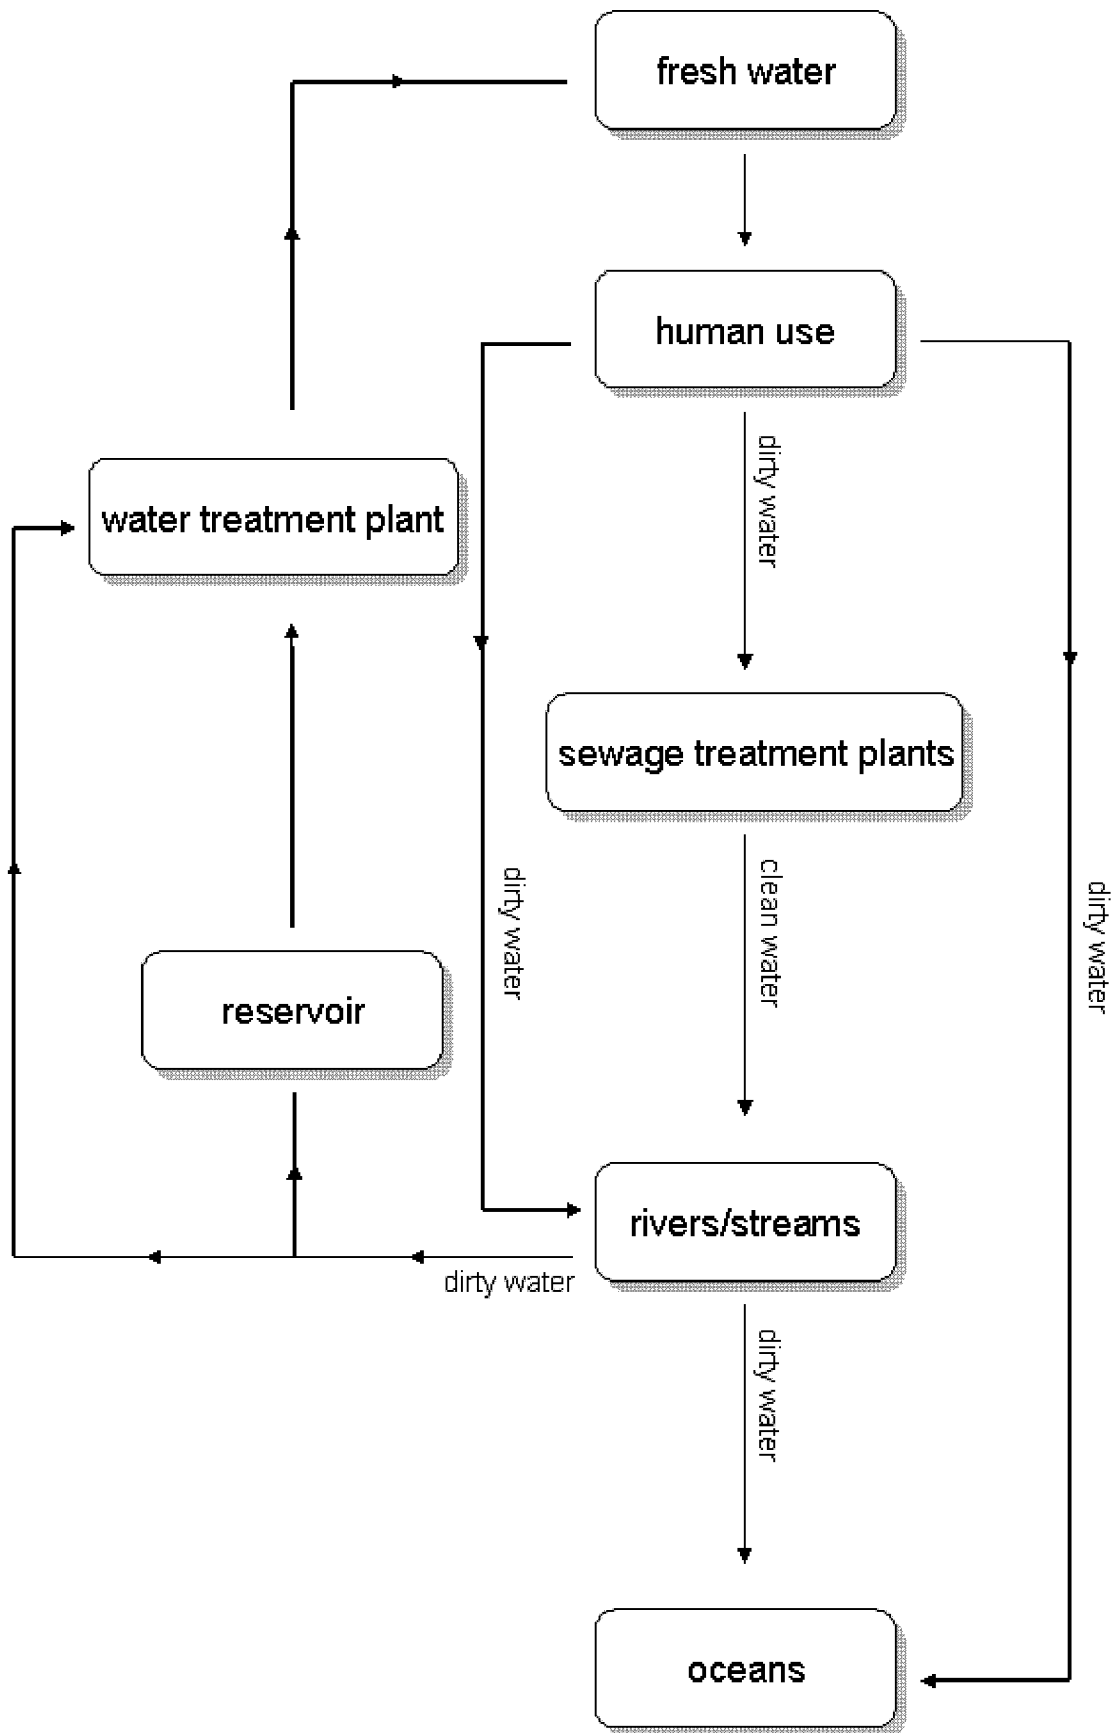 fresh water
human use
dirty water
water treatment plant
sewage treatment plants
dirty water
clean water
dirty water
reservoir
rivers/streams
dirty water
dirty water
oceans